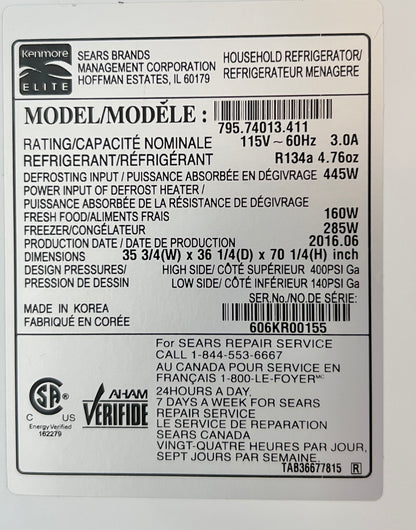 Kenmore
ELITE
SEARS BRANDS
MANAGEMENT CORPORATION
HOFFMAN ESTATES, IL 60179
HOUSEHOLD REFRIGERATOR/
REFRIGERATEUR MENAGERE
MODEL/MODÈLE :
795.74013.411
RATING/CAPACITÉ NOMINALE 115V ~ 60Hz 3.0A
REFRIGERANT/RÉFRIGÉRANT R134a 4.76oz
DEFROSTING INPUT / PUISSANCE ABSORBÉE EN DÉGIVRAGE 445W
POWER INPUT OF DEFROST HEATER /
PUISSANCE ABSORBÉE DE LA RÉSISTANCE DE DÉGIVRAGE
FRESH FOOD/ALIMENTS FRAIS 160W
FREEZER/CONGÉLATEUR 285W
PRODUCTION DATE / DATE DE PRODUCTION 2016.06
DIMENSIONS 35 3/4(W) x 36 1/4(D) x 70 1/4(H) inch
DESIGN PRESSURES/ HIGH SIDE/ CÔTÉ SUPÉRIEUR 400PSI Ga
PRESSION DE DESSIN LOW SIDE/ CÔTÉ INFÉRIEUR 140PSI Ga
SER.No./NO.DE SÉRIE:
MADE IN KOREA
FABRIQUÉ EN CORÉE
606KR00155
For SEARS REPAIR SERVICE
CALL 1-844-553-6667
AU CANADA POUR SERVICE EN
FRANÇAIS 1-800-LE-FOYER MC
24HOURS A DAY,
7 DAYS A WEEK FOR SEARS
REPAIR SERVICE
LE SERVICE DE REPARATION
SEARS CANADA
VINGT-QUATRE HEURES PAR JOUR,
SEPT JOURS PAR SEMAINE.
SA
C US
Energy Verified
162279
AHAM
VERIFIDE
TAB36677815 R